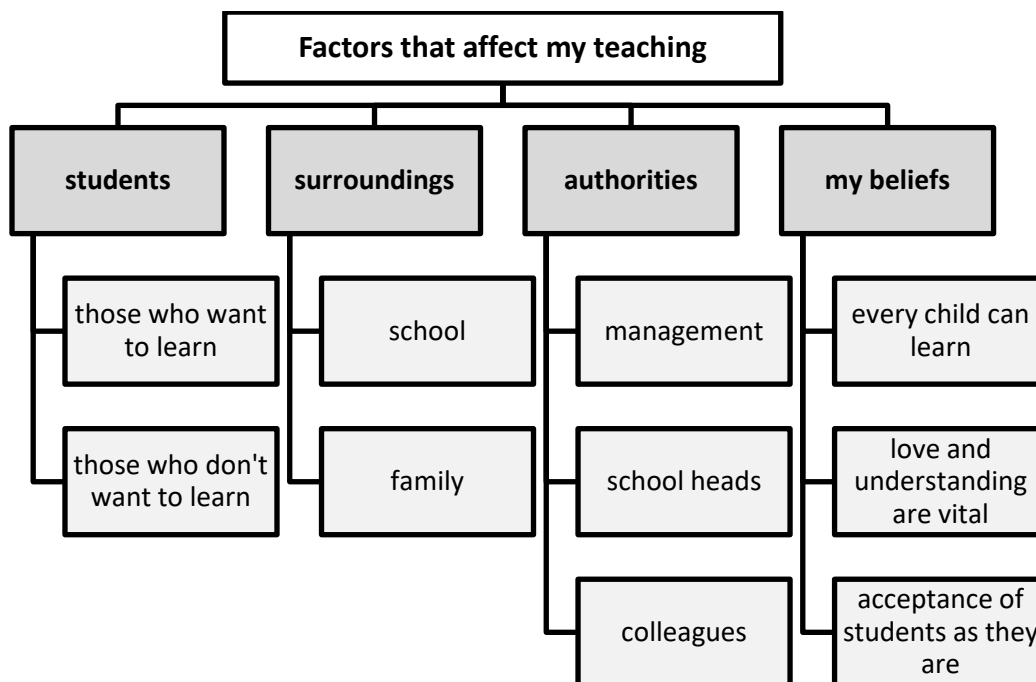 Factors that affect my teaching
students
those who want
to learn
those who don't
want to learn
surroundings
school
family
authorities
management
school heads
colleagues
my beliefs
every child can
learn
love and
understanding
are vital
acceptance of
students as they
are